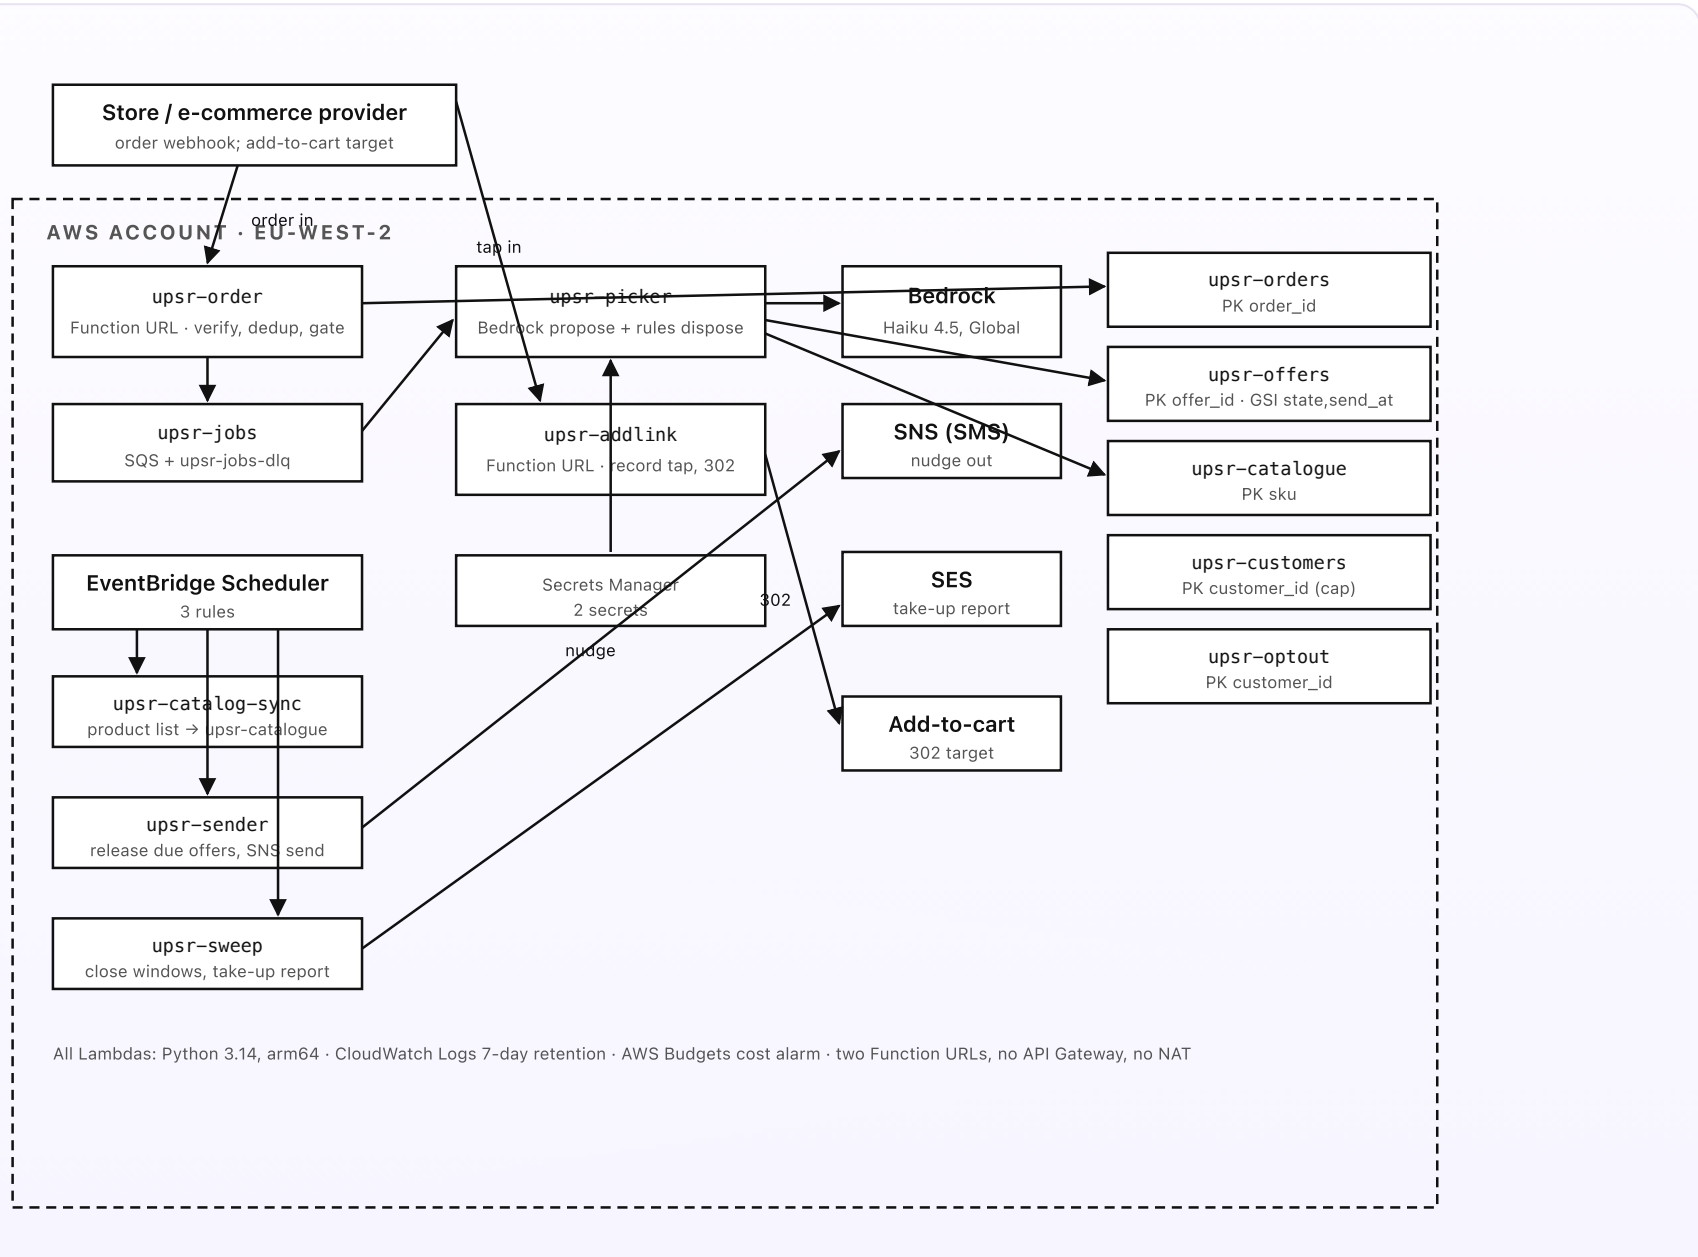 Store / e-commerce provider
order webhook; add-to-cart target
order in
AWS ACCOUNT · EU-WEST-2
tap in
upsr-order
Function URL · verify, dedup, gate
upsr-picker
Bedrock propose + rules dispose
Bedrock
Haiku 4.5, Global
upsr-orders
PK order_id
upsr-offers
PK offer_id · GSI state,send_at
upsr-jobs
SQS + upsr-jobs-dlq
upsr-addlink
Function URL · record tap, 302
SNS (SMS)
nudge out
upsr-catalogue
PK sku
EventBridge Scheduler
3 rules
Secrets Manager
2 secrets
302
SES
take-up report
upsr-customers
PK customer_id (cap)
nudge
upsr-optout
PK customer_id
upsr-catalog-sync
product list → upsr-catalogue
Add-to-cart
302 target
upsr-sender
release due offers, SNS send
upsr-sweep
close windows, take-up report
All Lambdas: Python 3.14, arm64 · CloudWatch Logs 7-day retention · AWS Budgets cost alarm · two Function URLs, no API Gateway, no NAT